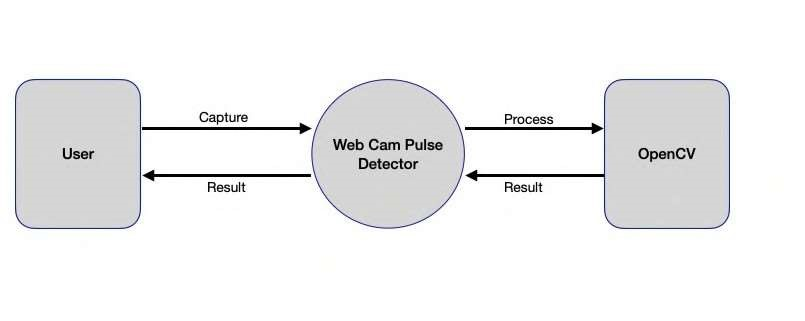 Capture
Process
User
Web Cam Pulse
Detector
OpenCV
Result
Result